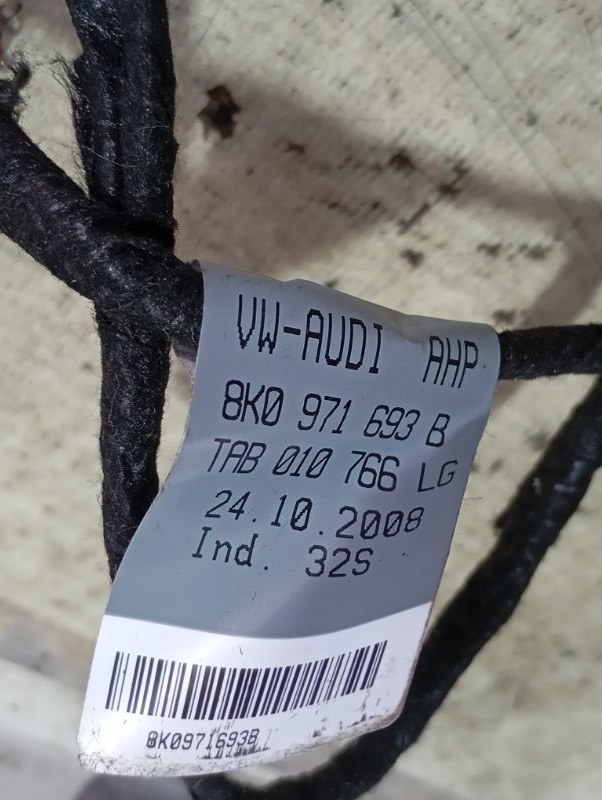 VW-AUDI AHP
8K0 971 693 B
TAB 010 766 LG
24.10.2008
Ind. 32S
8K0971693B